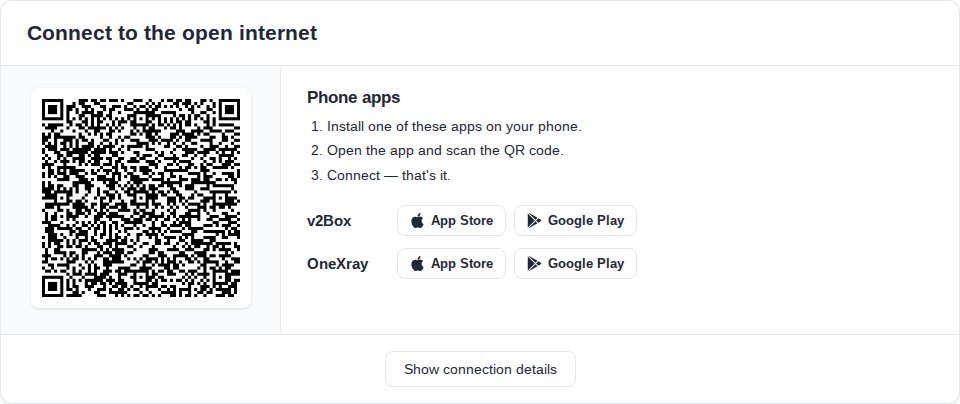 Connect to the open internet
Phone apps
1. Install one of these apps on your phone.
2. Open the app and scan the QR code.
3. Connect — that's it.
v2Box
App Store
Google Play
OneXray
App Store
Google Play
Show connection details